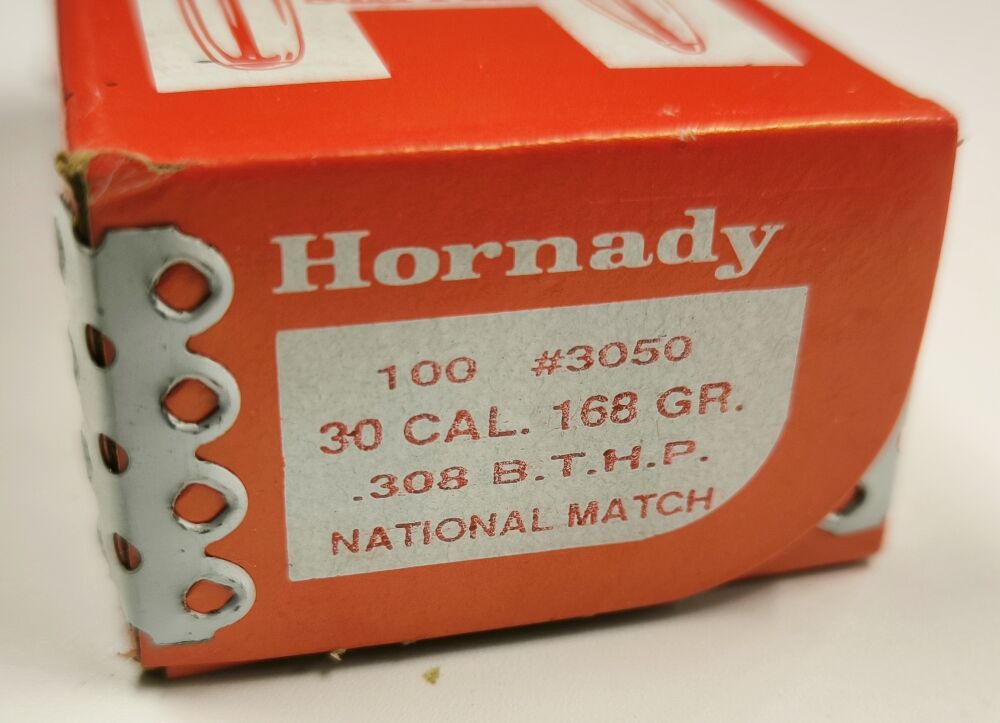 Hornady
100 #3050
30 CAL. 168 GR.
.308 B.T.H.P.
NATIONAL MATCH